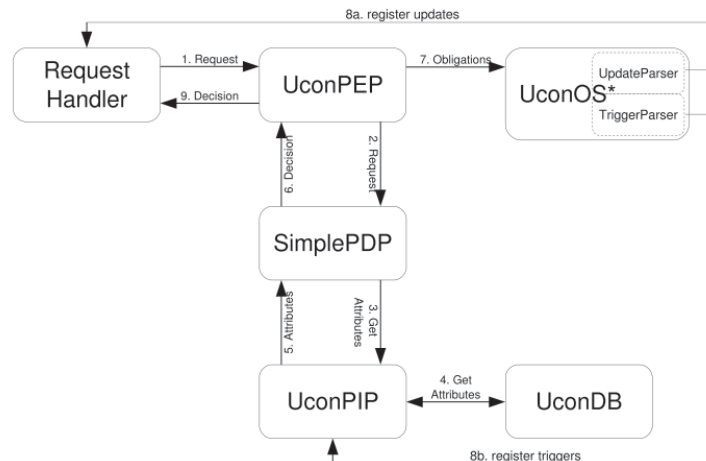 8a. register updates
Request
Handler
1. Request
9. Decision
UconPEP
7. Obligations
UconOS*
UpdateParser
TriggerParser
6. Decision
2. Request
SimplePDP
5. Attributes
3. Get
Attributes
UconPIP
4. Get
Attributes
UconDB
8b. register triggers